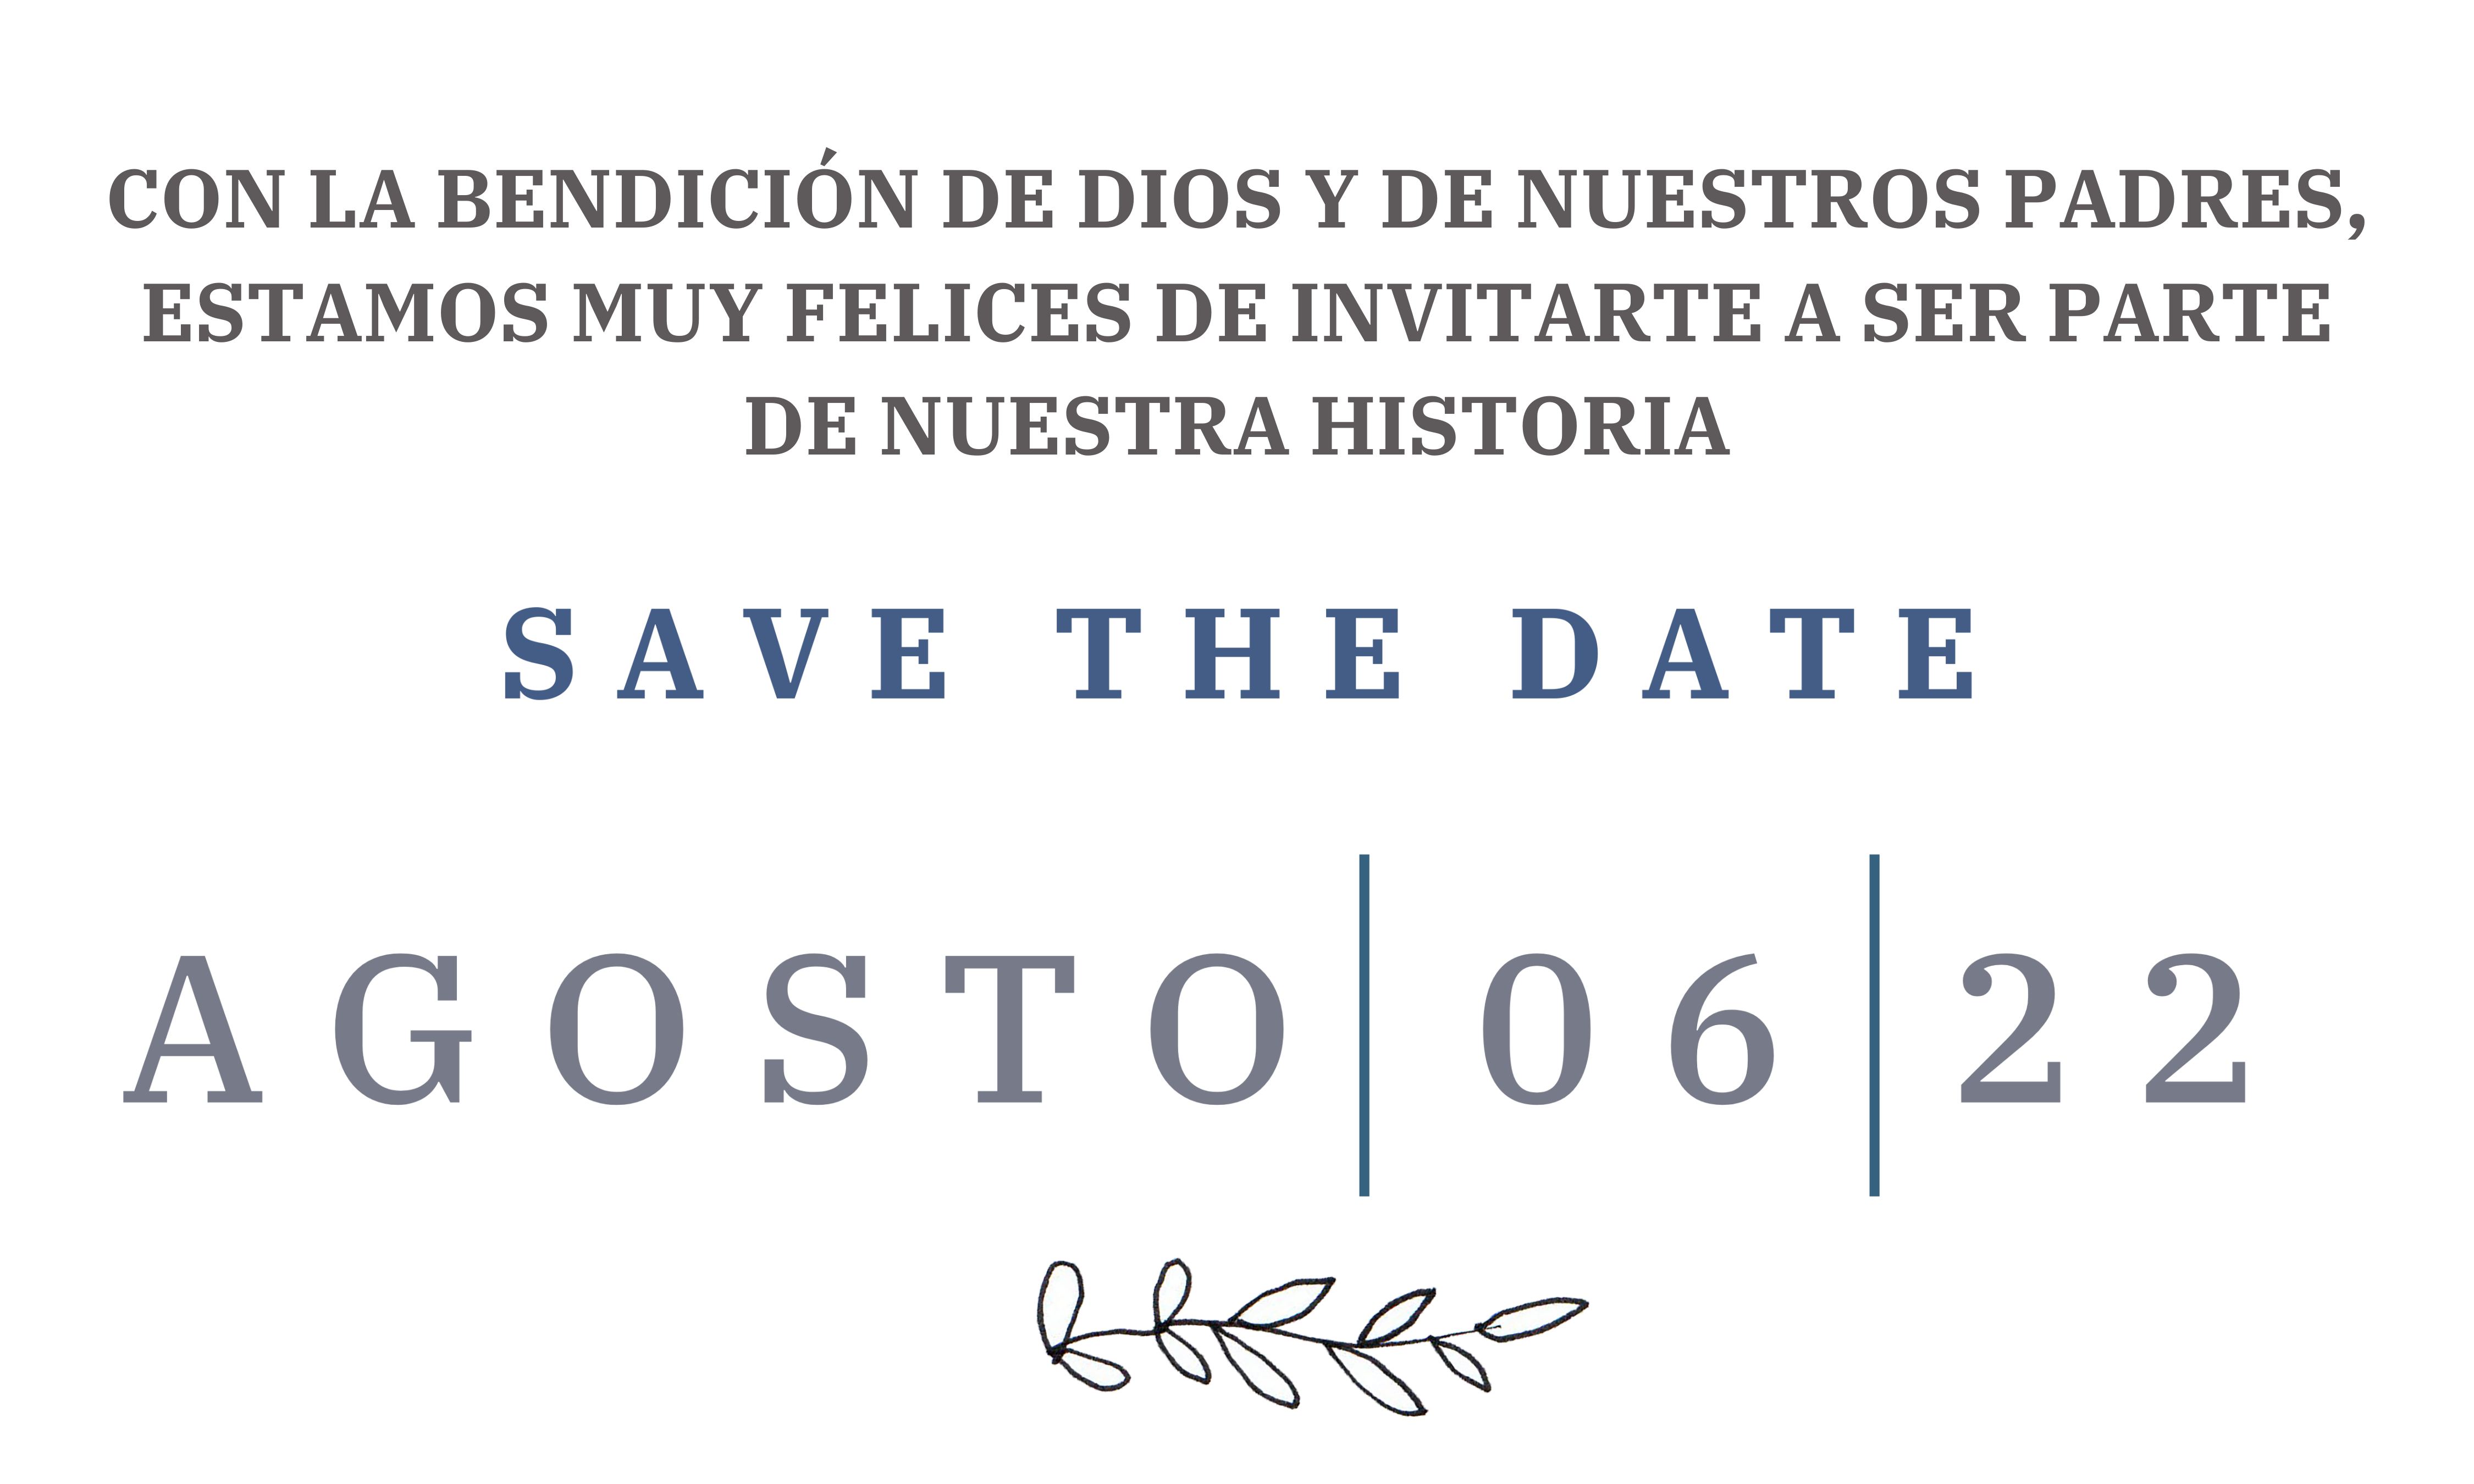 CON LA BENDICIÓN DE DIOS Y DE NUESTROS PADRES,
ESTAMOS MUY FELICES DE INVITARTE A SER PARTE
DE NUESTRA HISTORIA
SAVE THE DATE
AGOSTO 06 22